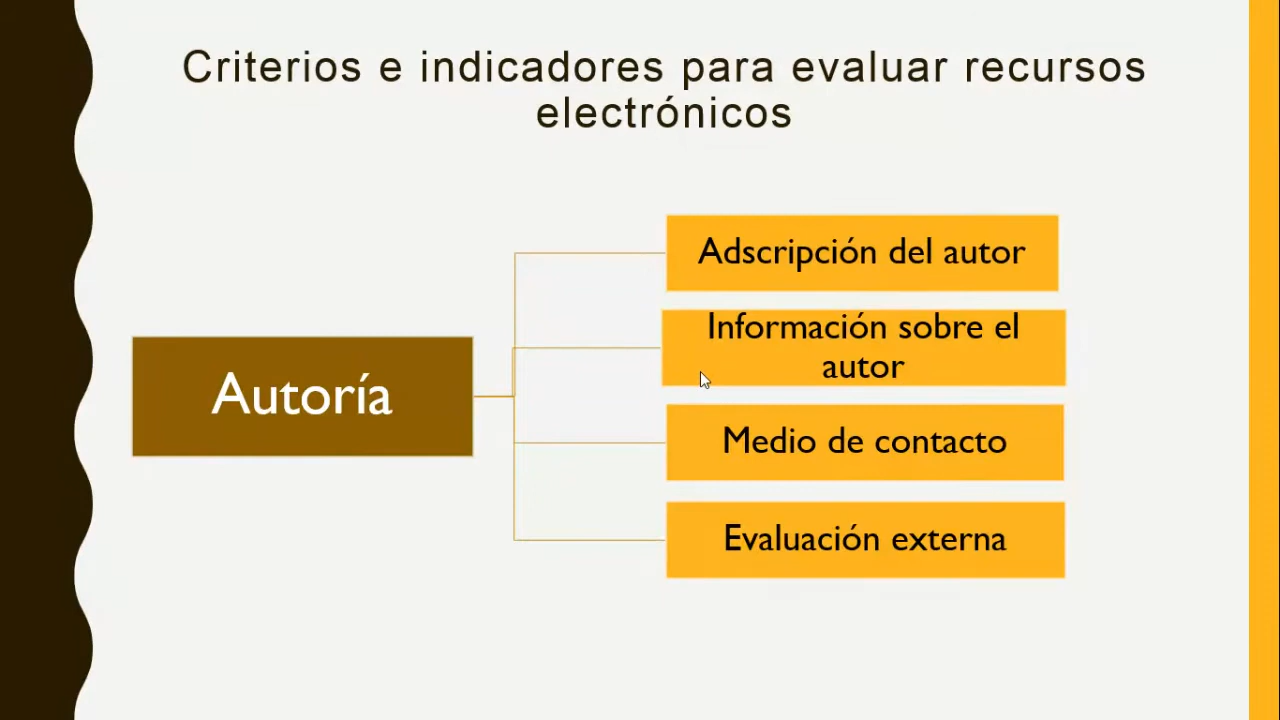 Criterios e indicadores para evaluar recursos
electrónicos
Autoría
Adscripción del autor
Información sobre el
autor
Medio de contacto
Evaluación externa